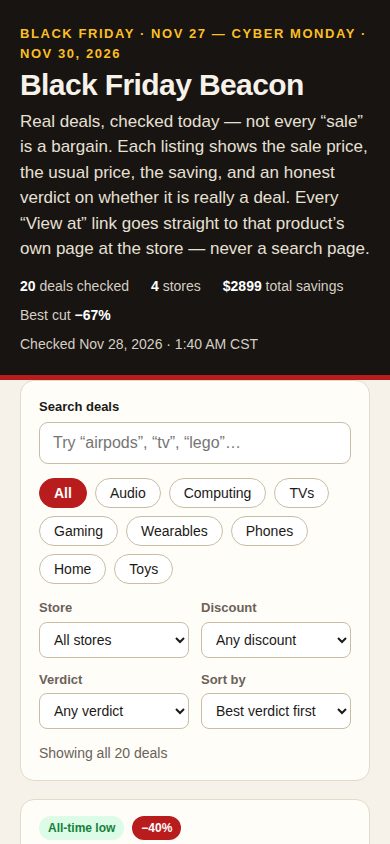 BLACK FRIDAY · NOV 27 — CYBER MONDAY ·
NOV 30, 2026
Black Friday Beacon
Real deals, checked today — not every “sale”
is a bargain. Each listing shows the sale price,
the usual price, the saving, and an honest
verdict on whether it is really a deal. Every
“View at” link goes straight to that product’s
own page at the store — never a search page.
20 deals checked 4 stores $2899 total savings
Best cut −67%
Checked Nov 28, 2026 · 1:40 AM CST
Search deals
Try “airpods”, “tv”, “lego”…
All Audio Computing TVs
Gaming Wearables Phones
Home Toys
Store Discount
All stores Any discount
Verdict Sort by
Any verdict Best verdict first
Showing all 20 deals
All-time low −40%